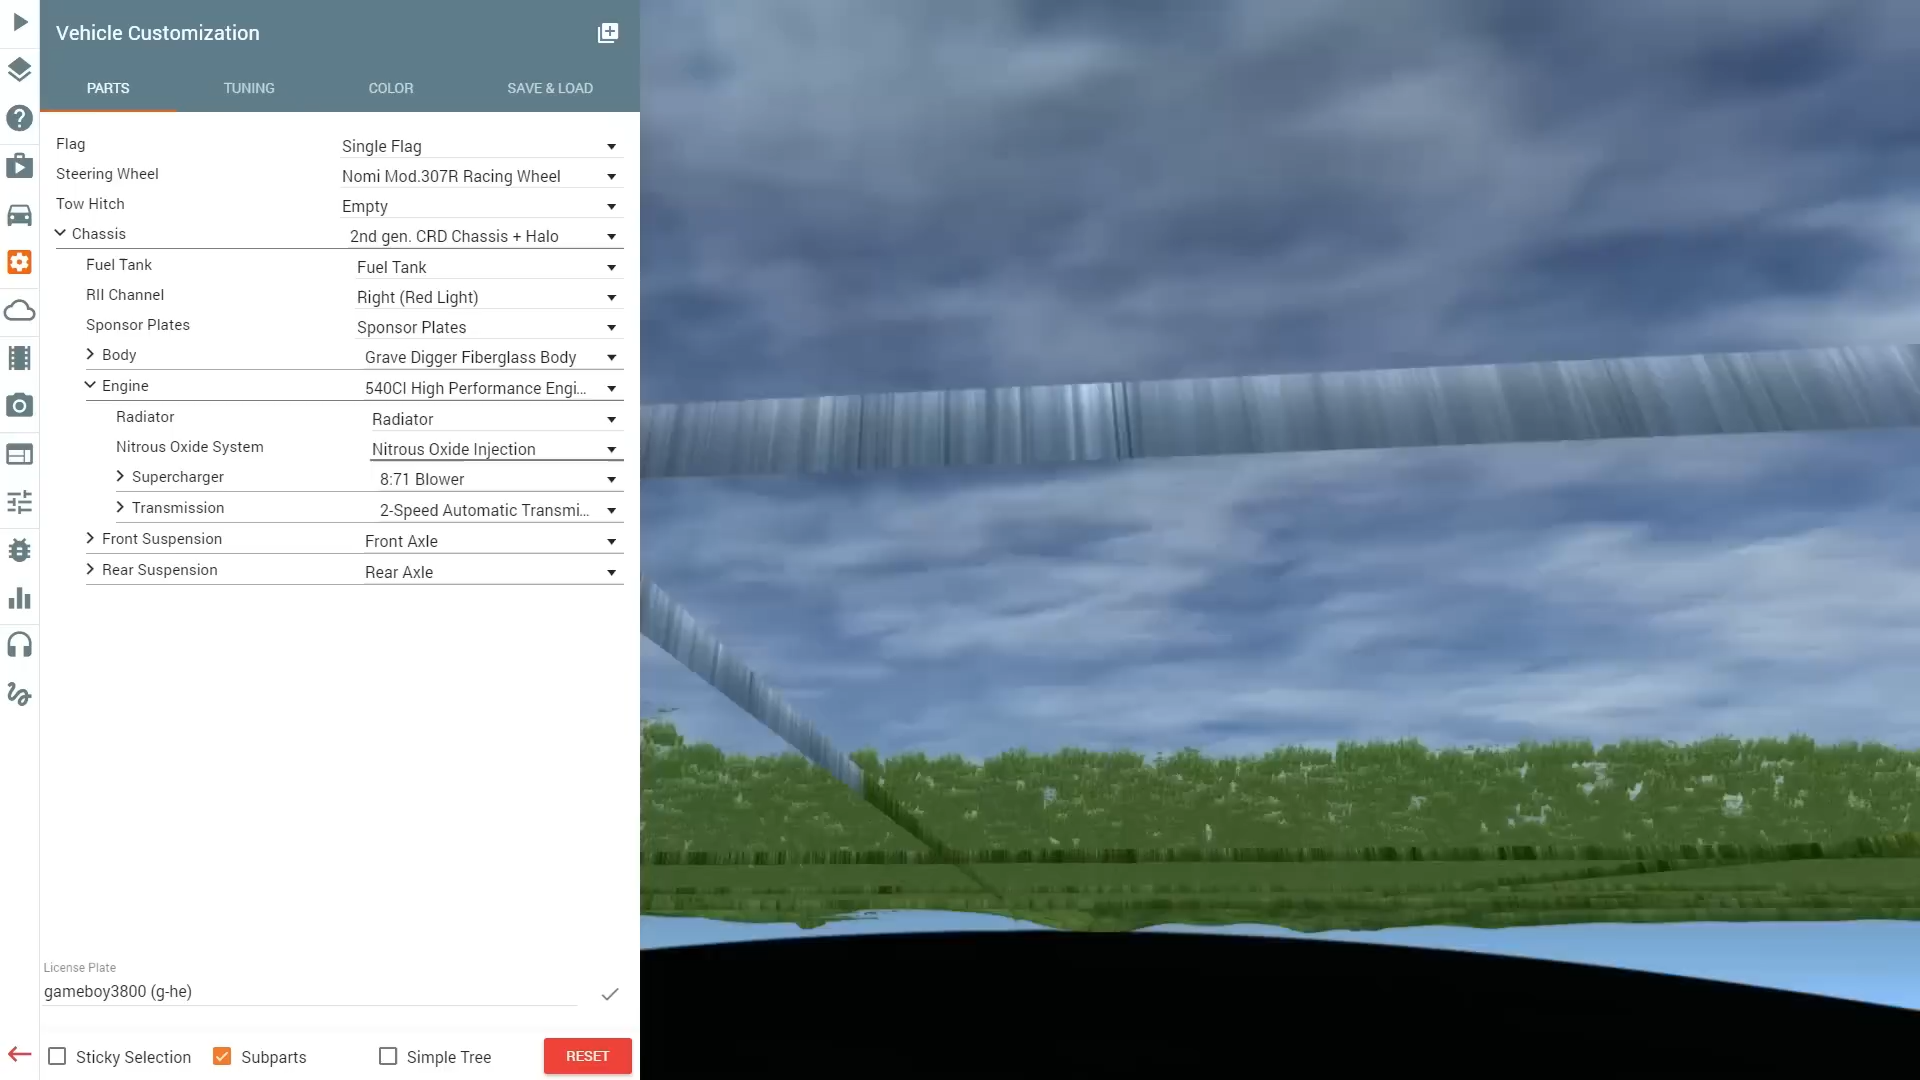 Vehicle Customization
PARTS TUNING COLOR SAVE & LOAD
Flag Single Flag
Steering Wheel Nomi Mod.307R Racing Wheel
Tow Hitch Empty
Chassis 2nd gen. CRD Chassis + Halo
Fuel Tank Fuel Tank
RII Channel Right (Red Light)
Sponsor Plates Sponsor Plates
Body Grave Digger Fiberglass Body
Engine 540CI High Performance Engi...
Radiator Radiator
Nitrous Oxide System Nitrous Oxide Injection
Supercharger 8:71 Blower
Transmission 2-Speed Automatic Transmi...
Front Suspension Front Axle
Rear Suspension Rear Axle
License Plate
gameboy3800 (g-he)
Sticky Selection Subparts Simple Tree RESET